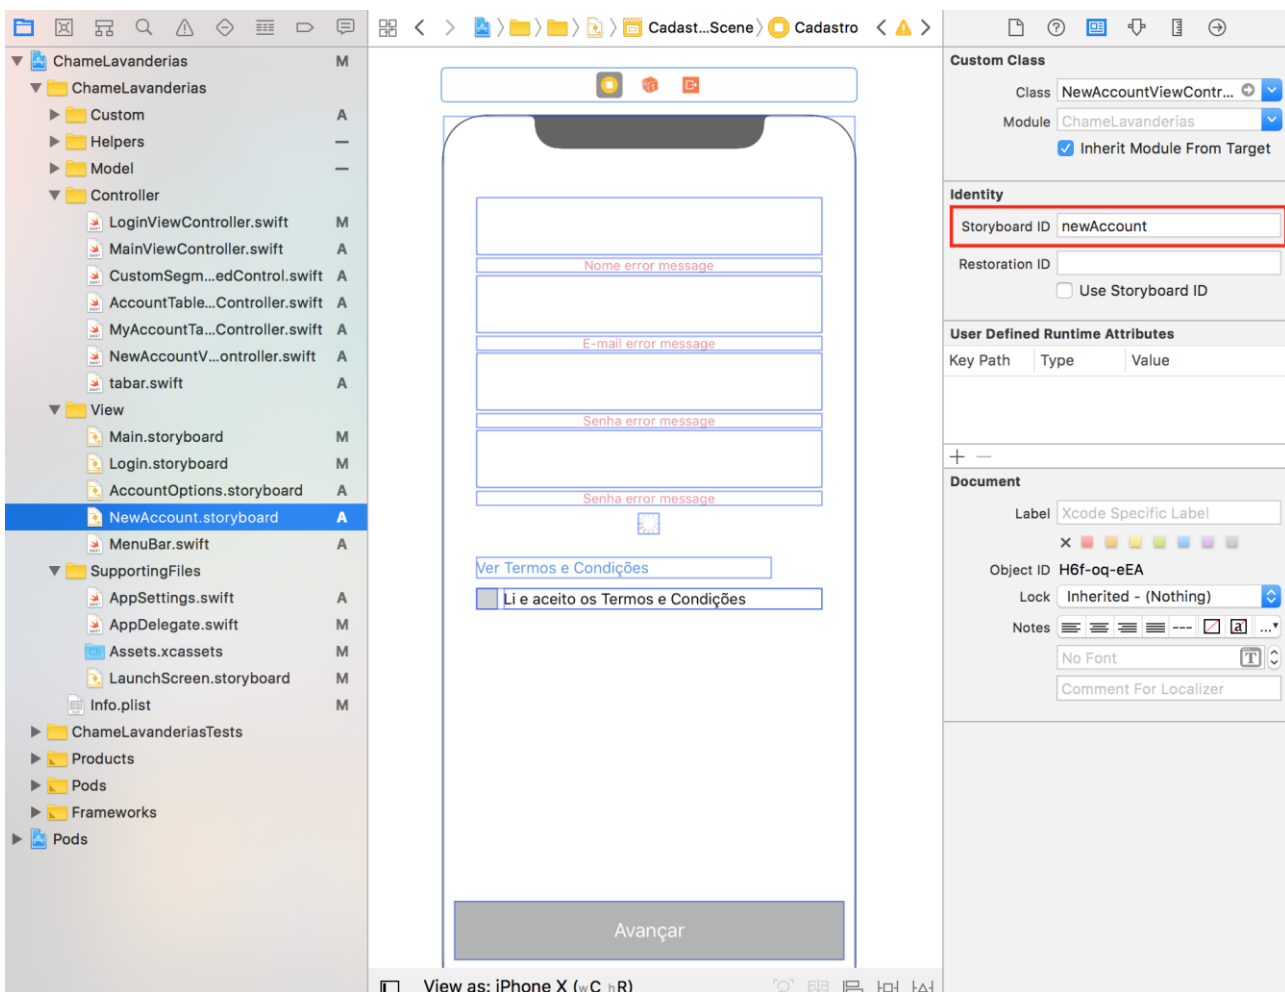 Cadast...Scene
Cadastro
ChameLavanderias M
ChameLavanderias
Custom A
Helpers —
Model —
Controller
LoginViewController.swift M
MainViewController.swift A
CustomSegm...edControl.swift A
AccountTable...Controller.swift A
MyAccountTa...Controller.swift A
NewAccountV...ontroller.swift A
tabar.swift A
View
Main.storyboard M
Login.storyboard M
AccountOptions.storyboard A
NewAccount.storyboard A
MenuBar.swift A
SupportingFiles
AppSettings.swift A
AppDelegate.swift M
Assets.xcassets M
LaunchScreen.storyboard M
Info.plist M
ChameLavanderiasTests
Products
Pods
Frameworks
Pods
Nome error message
E-mail error message
Senha error message
Senha error message
Ver Termos e Condições
Li e aceito os Termos e Condições
Avançar
View as: iPhone X (wC hR)
Custom Class
Class NewAccountViewContr...
Module ChameLavanderias
Inherit Module From Target
Identity
Storyboard ID newAccount
Restoration ID
Use Storyboard ID
User Defined Runtime Attributes
Key Path Type Value
Document
Label Xcode Specific Label
Object ID H6f-oq-eEA
Lock Inherited - (Nothing)
Notes
No Font
Comment For Localizer